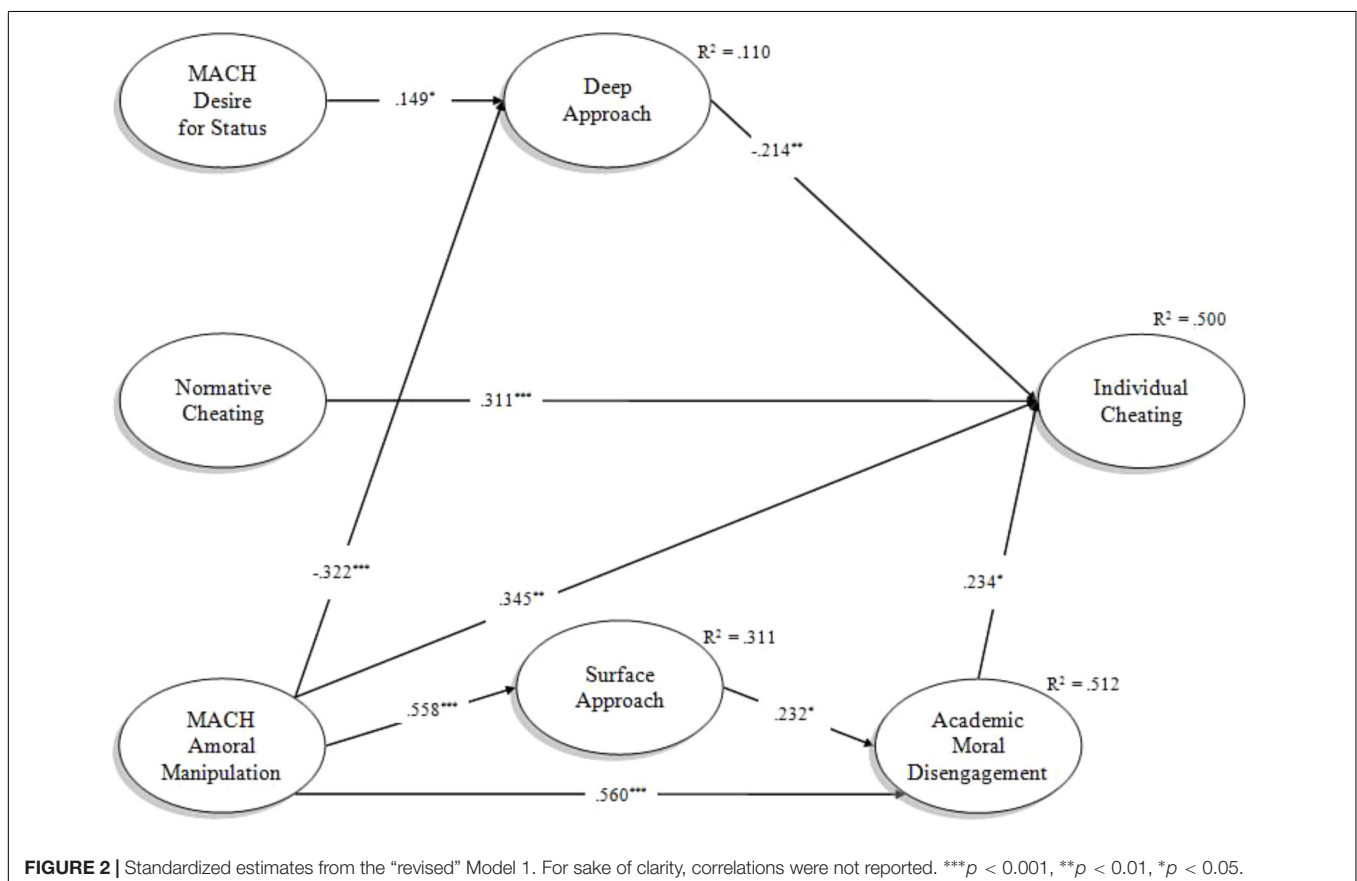 R² = .110
MACH
Desire
for Status
.149*
Deep
Approach
-.214**
R² = .500
Normative
Cheating
.311***
Individual
Cheating
-.322***
.345**
.234*
R² = .311
Surface
Approach
R² = .512
.558***
.232*
MACH
Amoral
Manipulation
Academic
Moral
Disengagement
.560***
FIGURE 2 | Standardized estimates from the “revised” Model 1. For sake of clarity, correlations were not reported. ***p < 0.001, **p < 0.01, *p < 0.05.